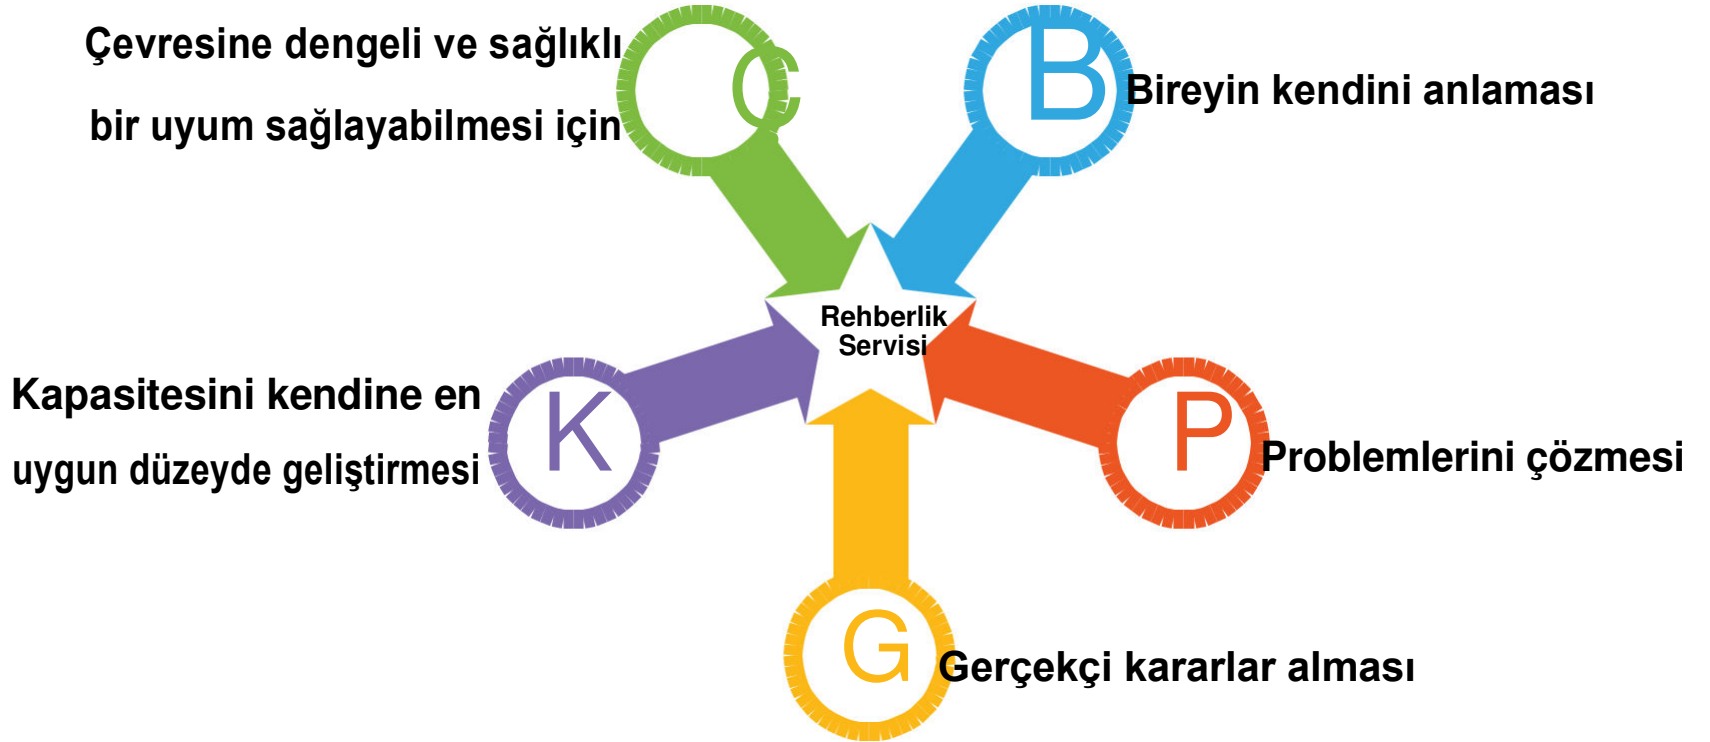 Çevresine dengeli ve sağlıklı
bir uyum sağlayabilmesi için
Ç
B
Bireyin kendini anlaması
Rehberlik
Servisi
Kapasitesini kendine en
uygun düzeyde geliştirmesi
K
P
Problemlerini çözmesi
G
Gerçekçi kararlar alması